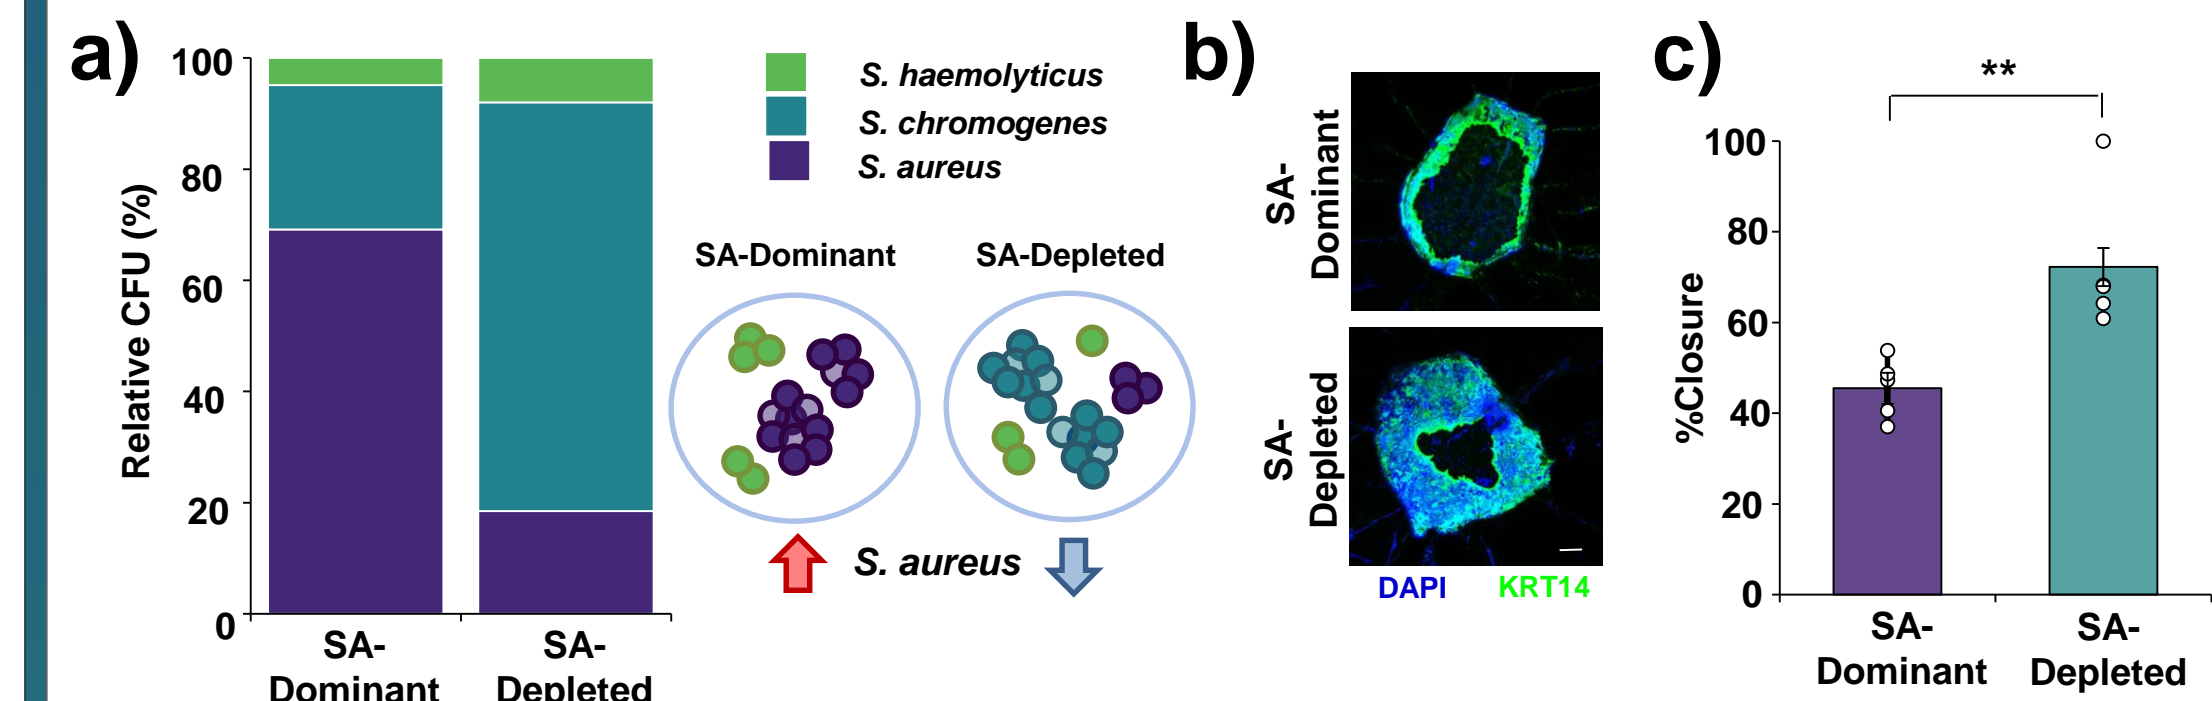 a)
100
80
60
40
20
0
Relative CFU (%)
SA-
Dominant
SA-
Depleted
S. haemolyticus
S. chromogenes
S. aureus
SA-Dominant
SA-Depleted
S. aureus
b)
SA-
Dominant
SA-
Depleted
DAPI
KRT14
c)
**
100
80
60
40
20
0
%Closure
SA-
Dominant
SA-
Depleted